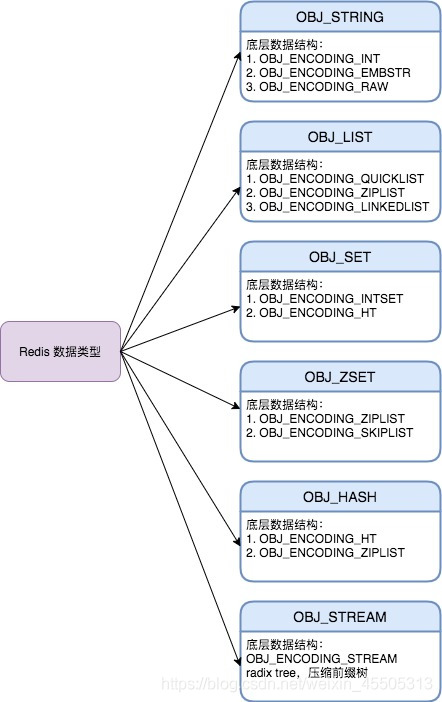 OBJ_STRING
底层数据结构：
1. OBJ_ENCODING_INT
2. OBJ_ENCODING_EMBSTR
3. OBJ_ENCODING_RAW
OBJ_LIST
底层数据结构：
1. OBJ_ENCODING_QUICKLIST
2. OBJ_ENCODING_ZIPLIST
3. OBJ_ENCODING_LINKEDLIST
OBJ_SET
底层数据结构：
1. OBJ_ENCODING_INTSET
2. OBJ_ENCODING_HT
Redis 数据类型
OBJ_ZSET
底层数据结构：
1. OBJ_ENCODING_ZIPLIST
2. OBJ_ENCODING_SKIPLIST
OBJ_HASH
底层数据结构：
1. OBJ_ENCODING_HT
2. OBJ_ENCODING_ZIPLIST
OBJ_STREAM
底层数据结构：
OBJ_ENCODING_STREAM
radix tree，压缩前缀树
https://blog.csdn.net/weixin_45505313